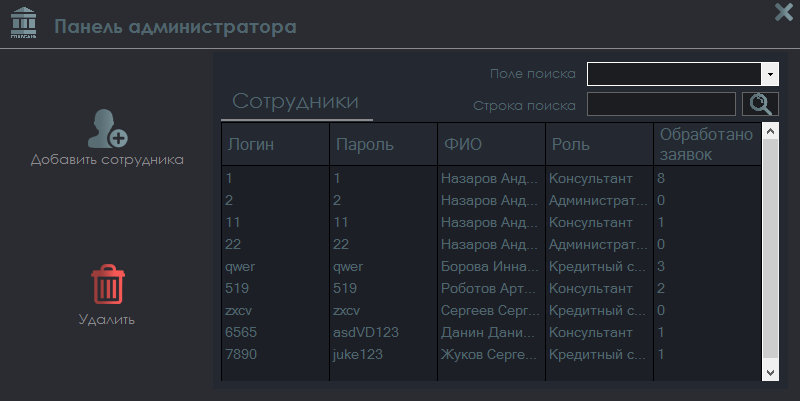 Панель администратора
Поле поиска
Строка поиска
Сотрудники
Добавить сотрудника
Удалить
Логин Пароль ФИО Роль Обработано
заявок
1 1 Назаров Анд... Консультант 8
2 2 Назаров Анд... Администрат... 0
11 11 Назаров Анд... Консультант 1
22 22 Назаров Анд... Администрат... 0
qwer qwer Борова Инна... Кредитный с... 3
519 519 Роботов Арт... Консультант 2
zxcv zxcv Сергеев Серг... Кредитный с... 0
6565 asdVD123 Данин Дани... Консультант 1
7890 juke123 Жуков Серге... Кредитный с... 1